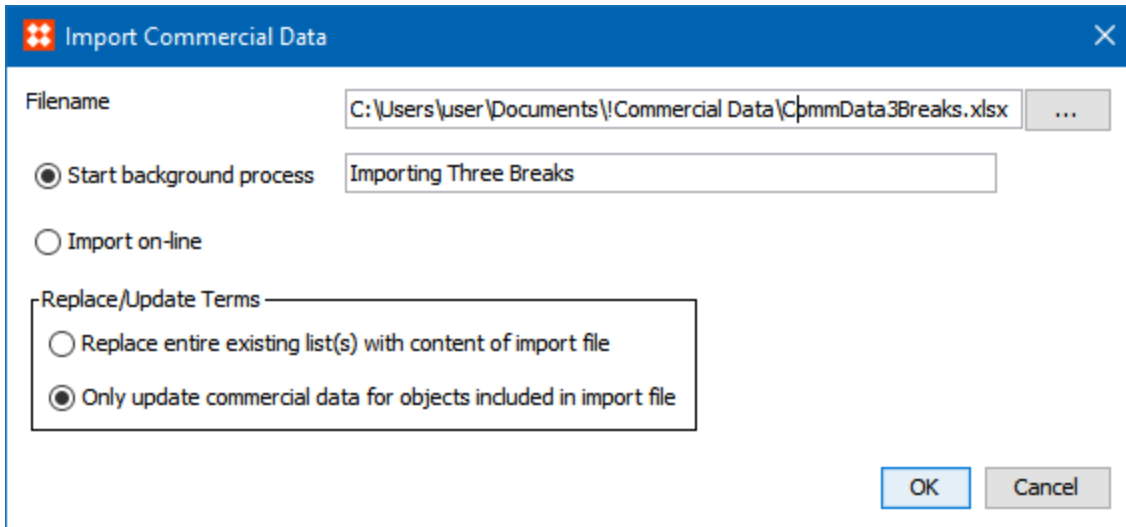 Import Commercial Data
Filename
C:\Users\user\Documents\!Commercial Data\CommData3Breaks.xlsx
...
Start background process
Importing Three Breaks
Import on-line
Replace/Update Terms
Replace entire existing list(s) with content of import file
Only update commercial data for objects included in import file
OK
Cancel